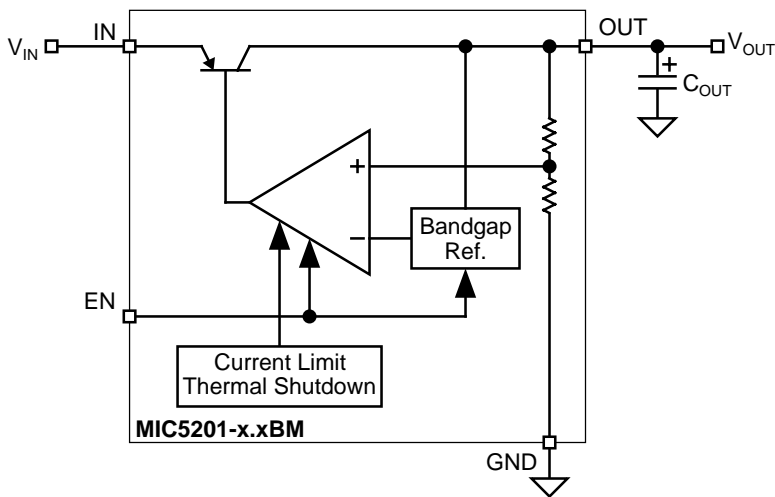 IN
OUT
V_IN
V_OUT
+
C_OUT
+
−
Bandgap
Ref.
EN
Current Limit
Thermal Shutdown
MIC5201-x.xBM
GND